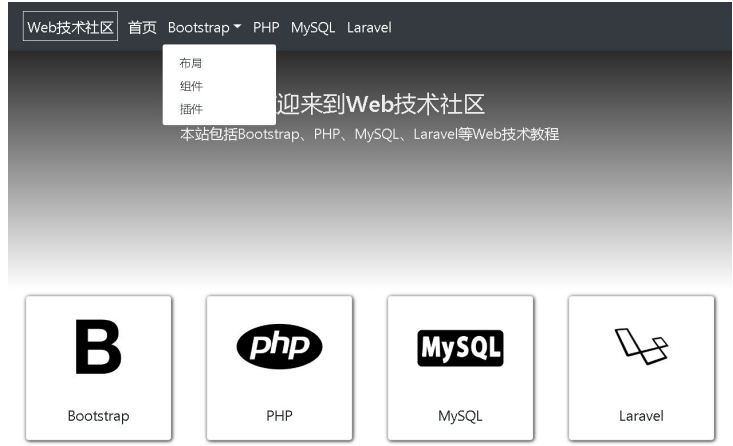 Web技术社区 首页 Bootstrap PHP MySQL Laravel
布局
组件
插件
迎来到Web技术社区
本站包括Bootstrap、PHP、MySQL、Laravel等Web技术教程
B php MySQL
Bootstrap PHP MySQL Laravel